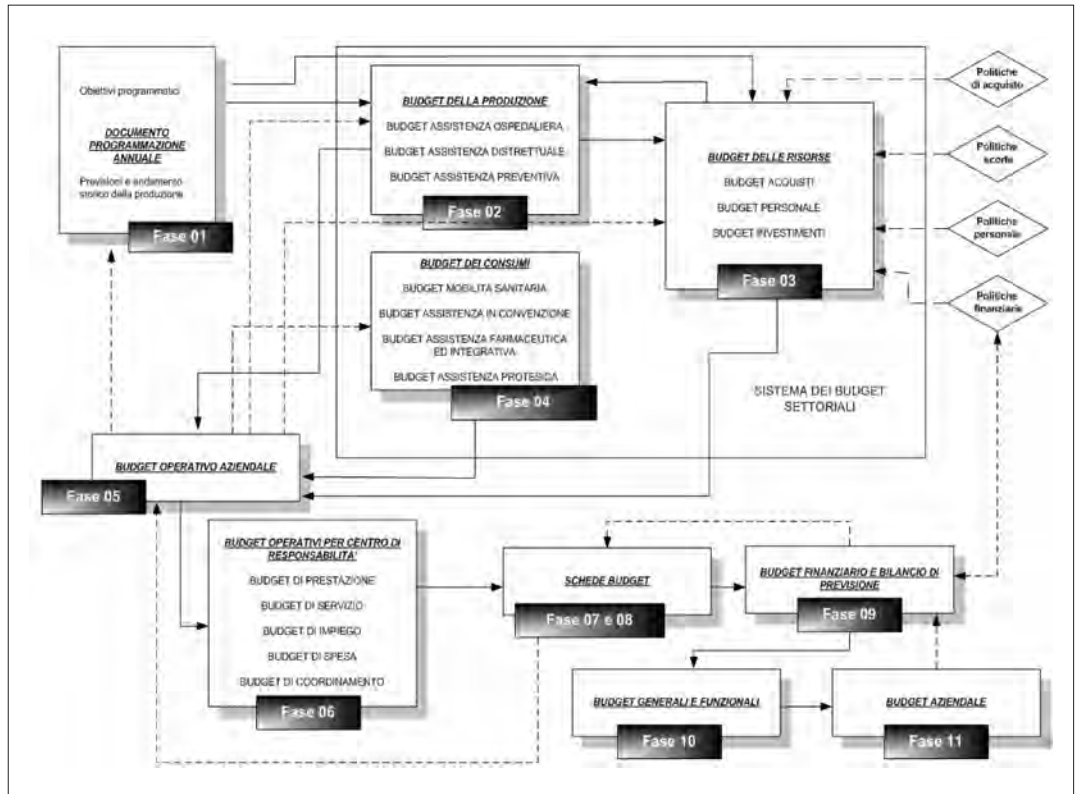 Obiettivi programmatici
DOCUMENTO
PROGRAMMAZIONE
ANNUALE
Previsioni e andamento
storico della produzione
Fase 01
BUDGET DELLA PRODUZIONE
BUDGET ASSISTENZA OSPEDALIERA
BUDGET ASSISTENZA DISTRETTUALE
BUDGET ASSISTENZA PREVENTIVA
Fase 02
BUDGET DELLE RISORSE
BUDGET ACQUISTI
BUDGET PERSONALE
BUDGET INVESTIMENTI
Fase 03
Politiche
di acquisto
Politiche
scorte
Politiche
personale
Politiche
finanziarie
BUDGET DEI CONSUMI
BUDGET MOBILITA SANITARIA
BUDGET ASSISTENZA IN CONVENZIONE
BUDGET ASSISTENZA FARMACEUTICA
ED INTEGRATIVA
BUDGET ASSISTENZA PROTESICA
Fase 04
SISTEMA DEI BUDGET
SETTORIALI
BUDGET OPERATIVO AZIENDALE
Fase 05
BUDGET OPERATIVI PER CENTRO DI
RESPONSABILITA'
BUDGET DI PRESTAZIONE
BUDGET DI SERVIZIO
BUDGET DI IMPIEGO
BUDGET DI SPESA
BUDGET DI COORDINAMENTO
Fase 06
SCHEDE BUDGET
Fase 07 e 08
BUDGET FINANZIARIO E BILANCIO DI
PREVISIONE
Fase 09
BUDGET GENERALI E FUNZIONALI
Fase 10
BUDGET AZIENDALE
Fase 11